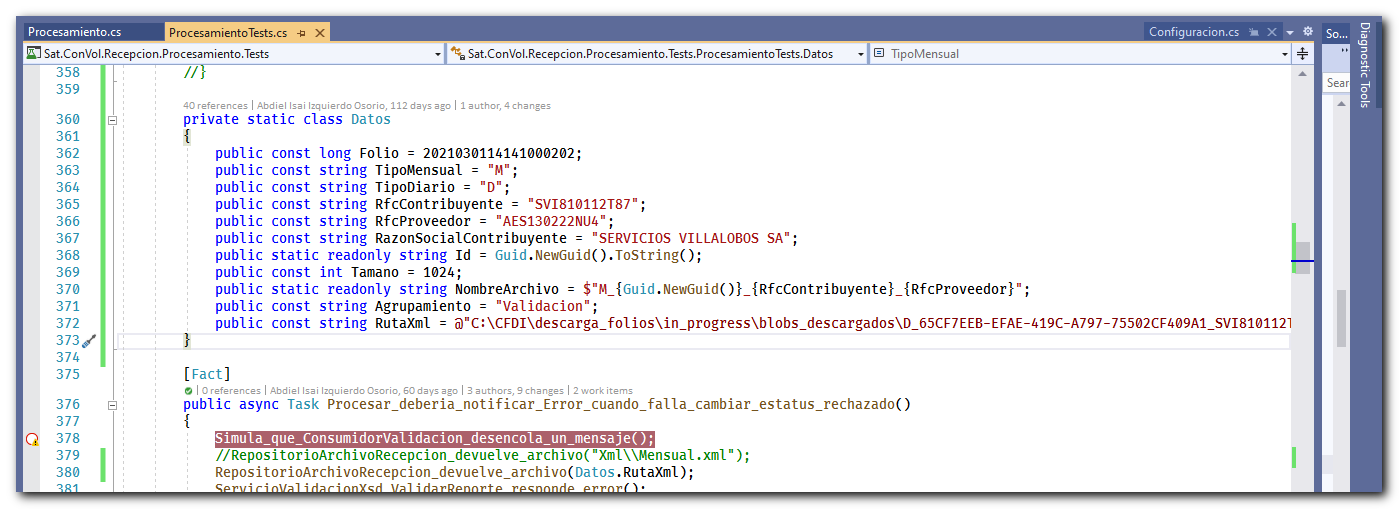 Procesamiento.cs
ProcesamientoTests.cs
Configuracion.cs
So...
Diagnostic Tools
Sat.ConVol.Recepcion.Procesamiento.Tests
Sat.ConVol.Recepcion.Procesamiento.Tests.ProcesamientoTests.Datos
TipoMensual
Sear
358 //}
359
40 references | Abdiel Isai Izquierdo Osorio, 112 days ago | 1 author, 4 changes
360 private static class Datos
361 {
362 public const long Folio = 2021030114141000202;
363 public const string TipoMensual = "M";
364 public const string TipoDiario = "D";
365 public const string RfcContribuyente = "SVI810112T87";
366 public const string RfcProveedor = "AES130222NU4";
367 public const string RazonSocialContribuyente = "SERVICIOS VILLALOBOS SA";
368 public static readonly string Id = Guid.NewGuid().ToString();
369 public const int Tamano = 1024;
370 public static readonly string NombreArchivo = $"M_{Guid.NewGuid()}_{RfcContribuyente}_{RfcProveedor}";
371 public const string Agrupamiento = "Validacion";
372 public const string RutaXml = @"C:\CFDI\descarga_folios\in_progress\blobs_descargados\D_65CF7EEB-EFAE-419C-A797-75502CF409A1_SVI810112T
373 }
374
375 [Fact]
0 references | Abdiel Isai Izquierdo Osorio, 60 days ago | 3 authors, 9 changes | 2 work items
376 public async Task Procesar_deberia_notificar_Error_cuando_falla_cambiar_estatus_rechazado()
377 {
378 Simula_que_ConsumidorValidacion_desencola_un_mensaje();
379 //RepositorioArchivoRecepcion_devuelve_archivo("Xml\\Mensual.xml");
380 RepositorioArchivoRecepcion_devuelve_archivo(Datos.RutaXml);
381 ServicioValidacionXsd_ValidarReporte_responde_error();